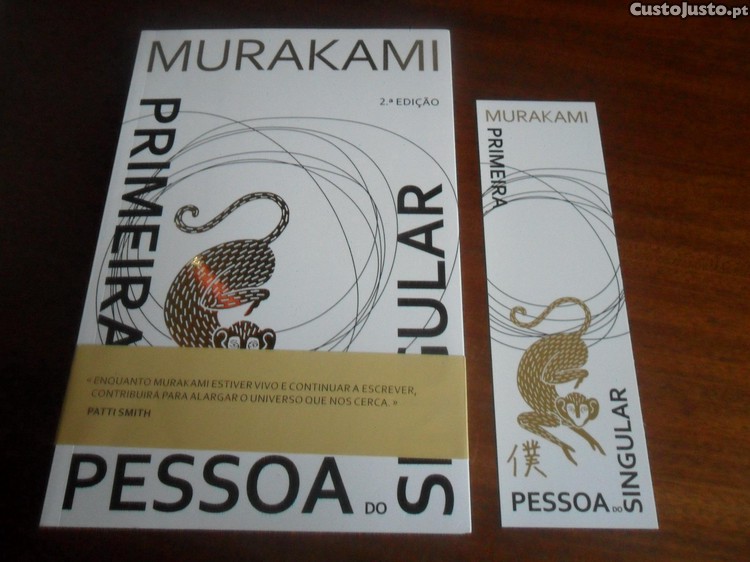 CustoJusto.pt
MURAKAMI
2.ª EDIÇÃO
PRIMEIRA
PESSOA DO
SINGULAR
« ENQUANTO MURAKAMI ESTIVER VIVO E CONTINUAR A ESCREVER,
CONTRIBUIRÁ PARA ALARGAR O UNIVERSO QUE NOS CERCA. »
PATTI SMITH
MURAKAMI
PRIMEIRA
僕
PESSOA DO
SINGULAR